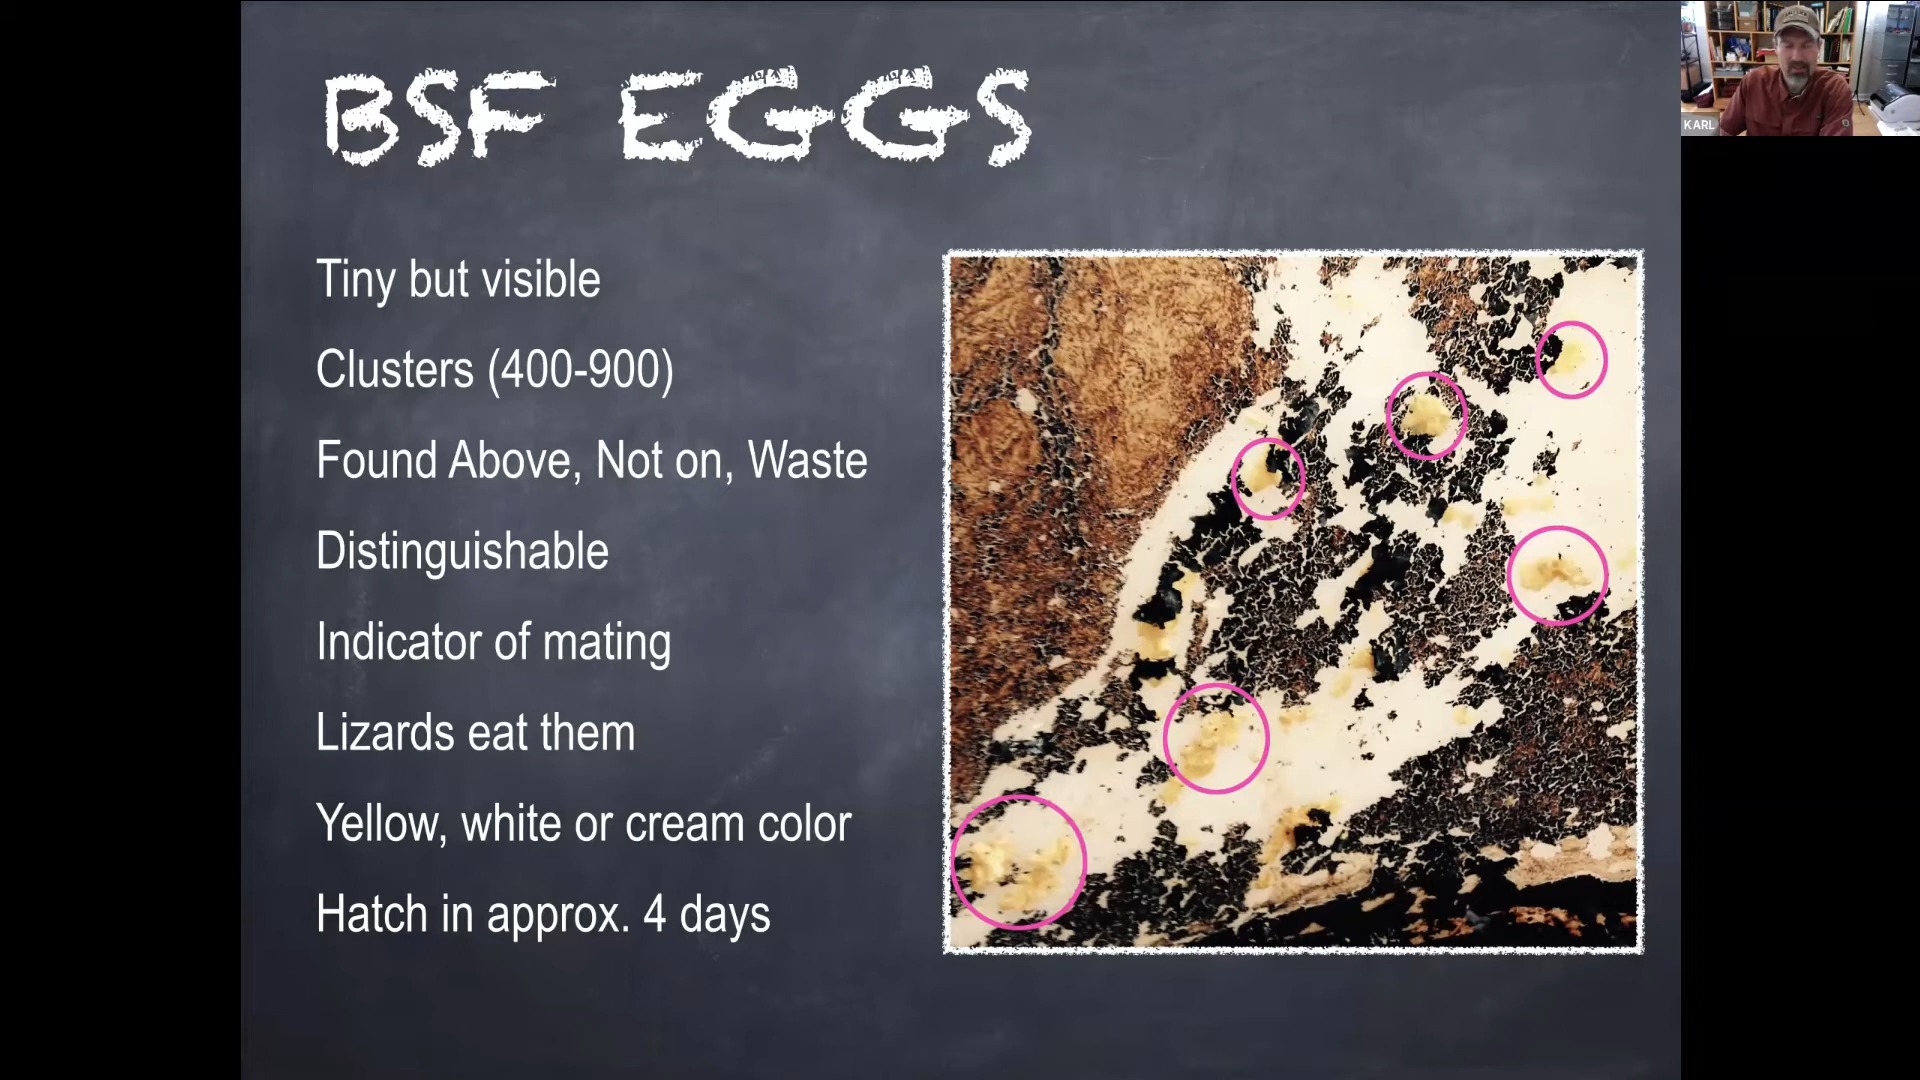 BSF EGGS
Tiny but visible
Clusters (400-900)
Found Above, Not on, Waste
Distinguishable
Indicator of mating
Lizards eat them
Yellow, white or cream color
Hatch in approx. 4 days
KARL